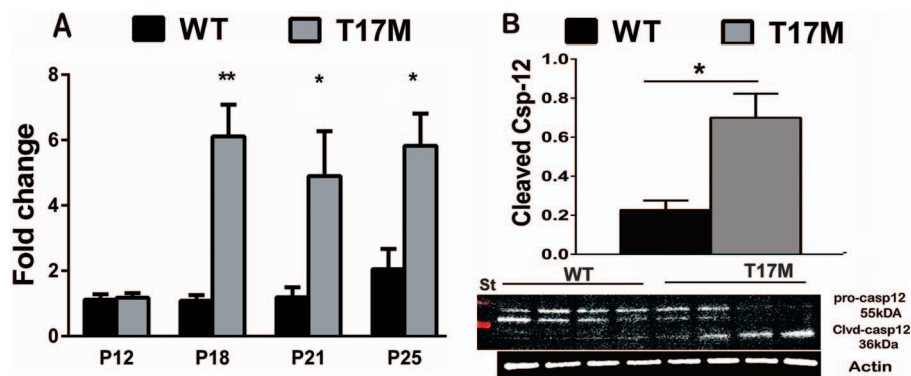 A
WT
T17M
Fold change
8
6
4
2
0
**
*
*
P12
P18
P21
P25
B
WT
T17M
Cleaved Csp-12
1.0
0.8
0.6
0.4
0.2
0.0
*
St
WT
T17M
pro-casp12
55kDA
Clvd-casp12
36kDa
Actin